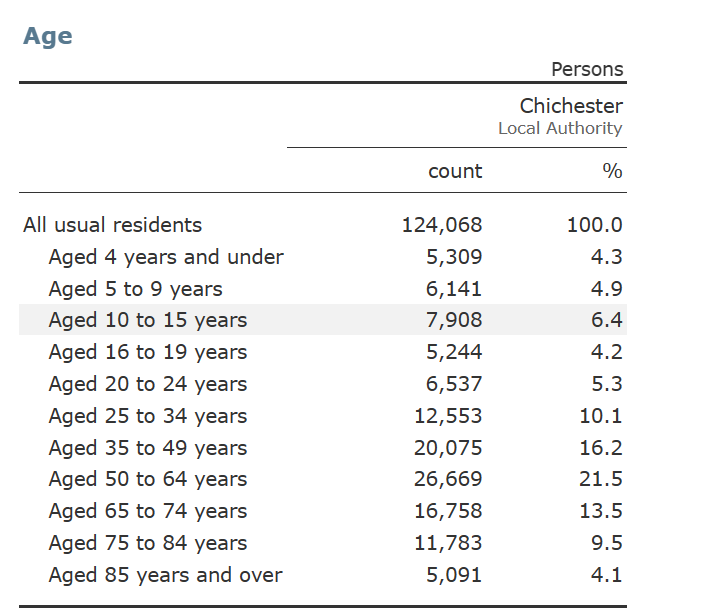 Age
Persons
Chichester
Local Authority
count %
All usual residents 124,068 100.0
Aged 4 years and under 5,309 4.3
Aged 5 to 9 years 6,141 4.9
Aged 10 to 15 years 7,908 6.4
Aged 16 to 19 years 5,244 4.2
Aged 20 to 24 years 6,537 5.3
Aged 25 to 34 years 12,553 10.1
Aged 35 to 49 years 20,075 16.2
Aged 50 to 64 years 26,669 21.5
Aged 65 to 74 years 16,758 13.5
Aged 75 to 84 years 11,783 9.5
Aged 85 years and over 5,091 4.1